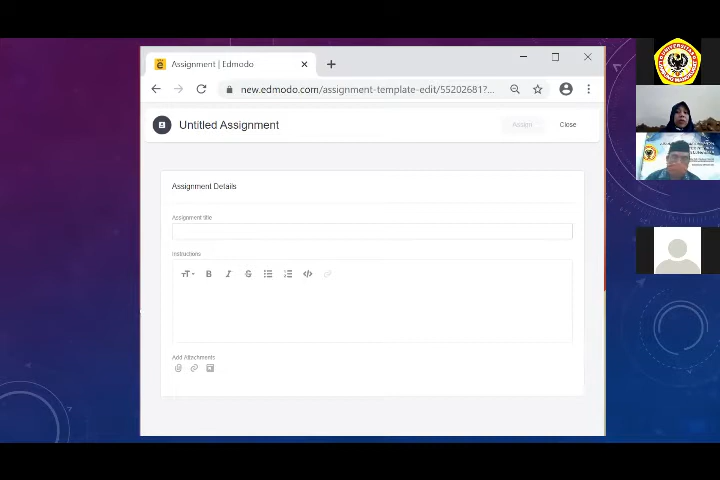 Assignment | Edmodo
new.edmodo.com/assignment-template-edit/55202681?...
Untitled Assignment
Assign
Close
Assignment Details
Assignment title
Instructions
Add Attachments